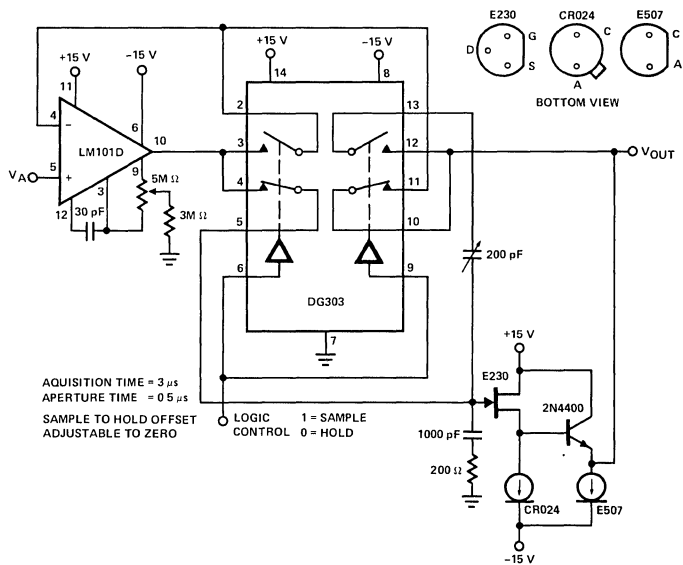 E230
CR024
E507
D
G
S
C
A
C
A
BOTTOM VIEW
+15 V
-15 V
+15 V
-15 V
11
14
8
4
6
2
13
LM101D
10
3
12
VA
5
9
5M Ω
4
11
12
3
30 pF
3M Ω
5
10
6
9
200 pF
DG303
7
+15 V
AQUISITION TIME = 3 μs
APERTURE TIME = 0 5 μs
SAMPLE TO HOLD OFFSET
ADJUSTABLE TO ZERO
LOGIC 1 = SAMPLE
CONTROL 0 = HOLD
E230
2N4400
1000 pF
200 Ω
CR024
E507
-15 V
VOUT
-
+